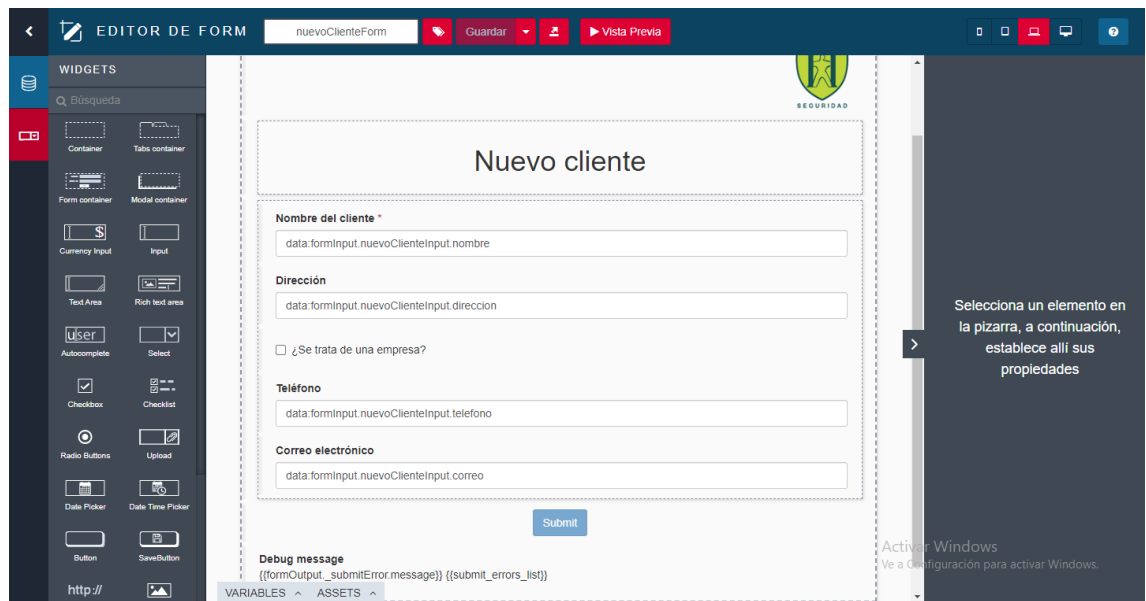 EDITOR DE FORM
nuevoClienteForm
Guardar
Vista Previa
WIDGETS
Búsqueda
Container
Tabs container
Form container
Modal container
$
Currency Input
Input
Text Area
Rich text area
user
Autocomplete
Select
Checkbox
Checklist
Radio Buttons
Upload
Date Picker
Date Time Picker
Button
SaveButton
http://
SEGURIDAD
Nuevo cliente
Nombre del cliente *
data:formInput.nuevoClienteInput.nombre
Dirección
data:formInput.nuevoClienteInput.direccion
¿Se trata de una empresa?
Teléfono
data:formInput.nuevoClienteInput.telefono
Correo electrónico
data:formInput.nuevoClienteInput.correo
Submit
Debug message
{{formOutput._submitError.message}} {{submit_errors_list}}
VARIABLES
ASSETS
Selecciona un elemento en
la pizarra, a continuación,
establece allí sus
propiedades
Activar Windows
Ve a Configuración para activar Windows.